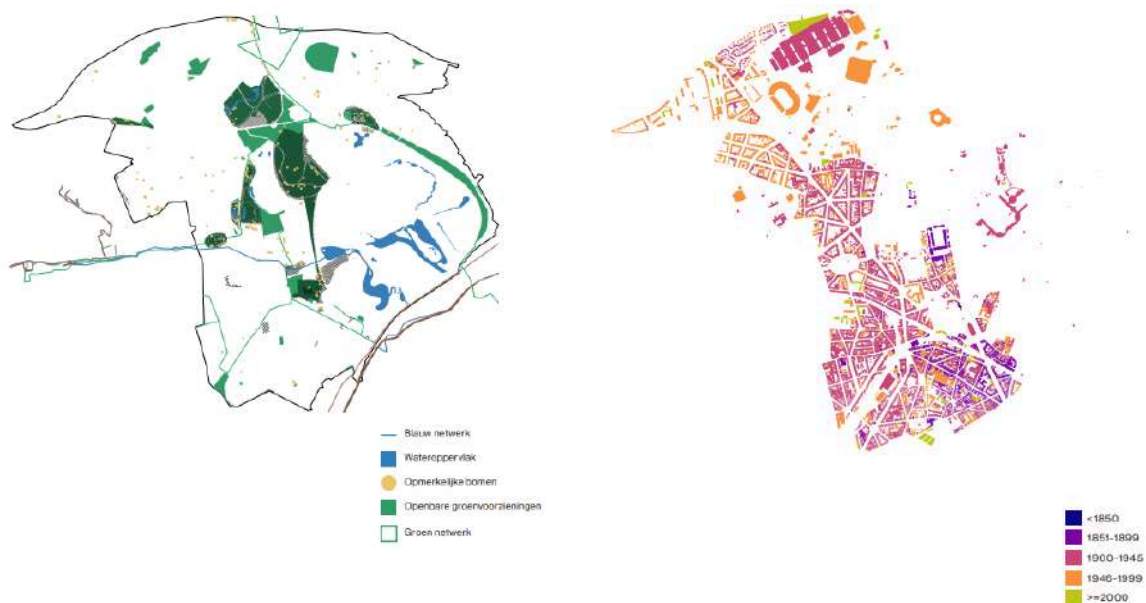 Blauw netwerk
Wateroppervlak
Opmerkelijke bomen
Openbare groenvoorzieningen
Groen netwerk
<1850
1851-1899
1900-1945
1946-1999
>=2000